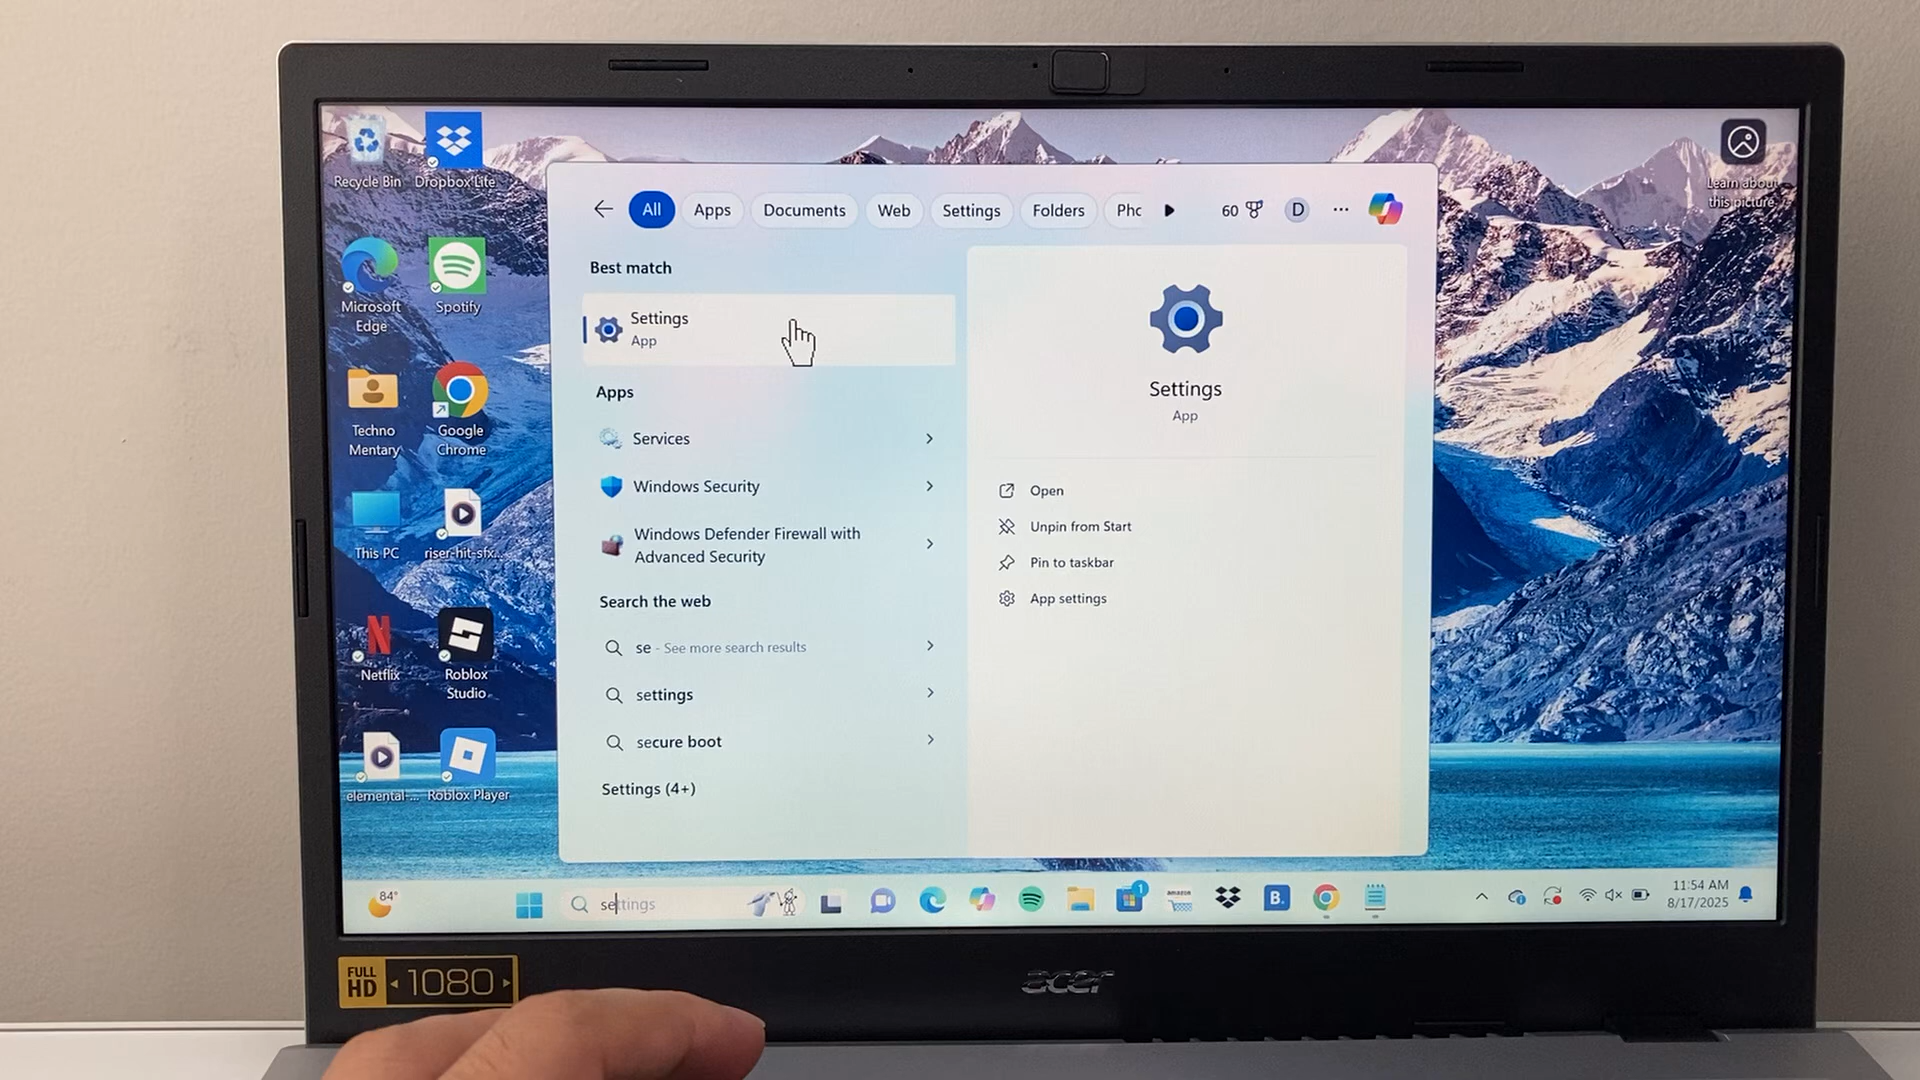 Recycle Bin
Dropbox Lite
Microsoft
Edge
Spotify
Techno
Mentary
Google
Chrome
This PC
riser-hit-sfx...
Netflix
Roblox
Studio
elemental-...
Roblox Player
Learn about
this picture
All
Apps
Documents
Web
Settings
Folders
Pho
60
D
Best match
Settings
App
Apps
Services
Windows Security
Windows Defender Firewall with
Advanced Security
Search the web
se - See more search results
settings
secure boot
Settings (4+)
Settings
App
Open
Unpin from Start
Pin to taskbar
App settings
84°
settings
amazon
1
B.
11:54 AM
8/17/2025
FULL
HD
1080
acer